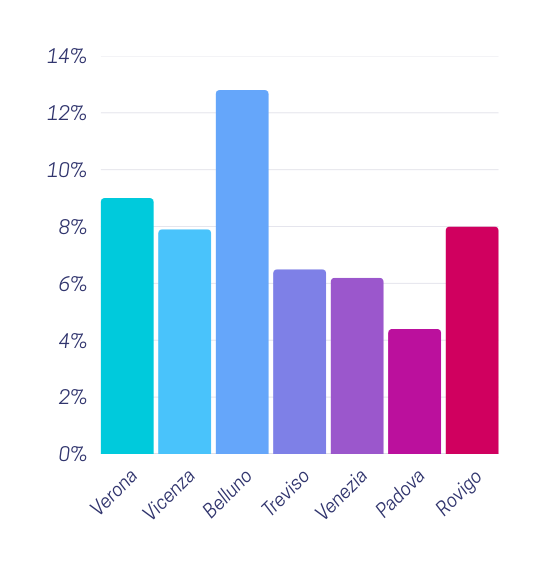 14%
12%
10%
8%
6%
4%
2%
0%
Verona
Vicenza
Belluno
Treviso
Venezia
Padova
Rovigo